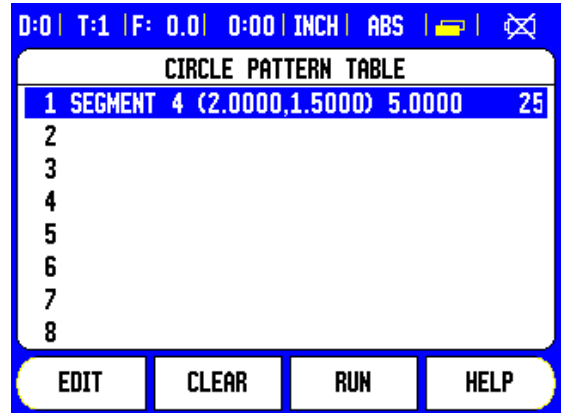 D:0| T:1 |F: 0.0| 0:00| INCH| ABS | |
CIRCLE PATTERN TABLE
1 SEGMENT 4 (2.0000,1.5000) 5.0000 25
2
3
4
5
6
7
8
EDIT CLEAR RUN HELP